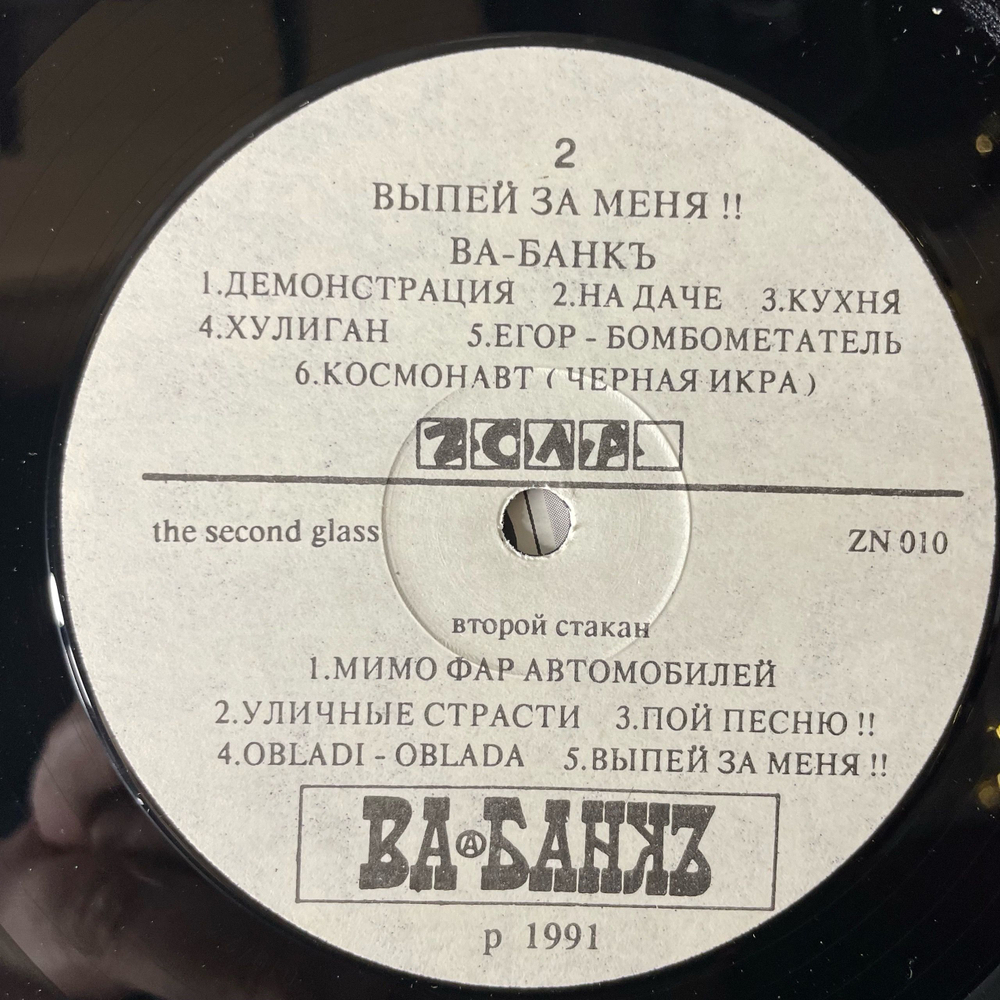 2
ВЫПЕЙ ЗА МЕНЯ !!
ВА-БАНКЪ
1.ДЕМОНСТРАЦИЯ 2.НА ДАЧЕ 3.КУХНЯ
4.ХУЛИГАН 5.ЕГОР - БОМБОМЕТАТЕЛЬ
6.КОСМОНАВТ ( ЧЕРНАЯ ИКРА )
the second glass
ZN 010
второй стакан
1.МИМО ФАР АВТОМОБИЛЕЙ
2.УЛИЧНЫЕ СТРАСТИ 3.ПОЙ ПЕСНЮ !!
4.OBLADI - OBLADA 5.ВЫПЕЙ ЗА МЕНЯ !!
ВА Ⓐ БАНКЪ
р 1991